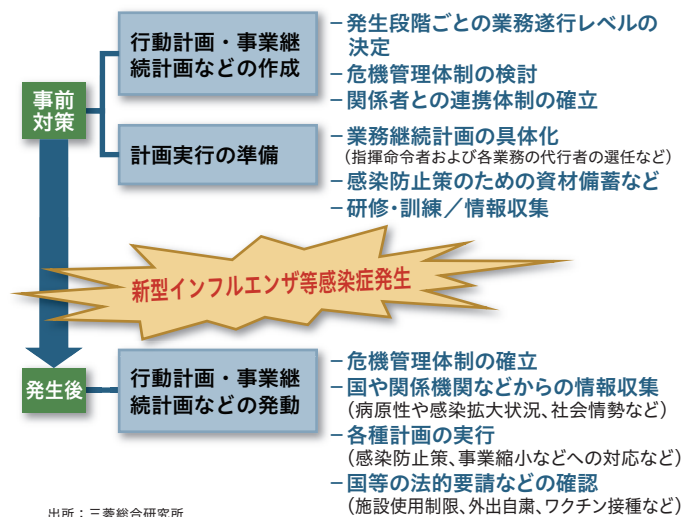 行動計画・事業継
続計画などの作成
－発生段階ごとの業務遂行レベルの
決定
－危機管理体制の検討
－関係者との連携体制の確立
事前
対策
計画実行の準備
－業務継続計画の具体化
（指揮命令者および各業務の代行者の選任など）
－感染防止策のための資材備蓄など
－研修・訓練／情報収集
新型インフルエンザ等感染症発生
発生後
行動計画・事業継
続計画などの発動
－危機管理体制の確立
－国や関係機関などからの情報収集
（病原性や感染拡大状況、社会情勢など）
－各種計画の実行
（感染防止策、事業縮小などへの対応など）
－国等の法的要請などの確認
（施設使用制限、外出自粛、ワクチン接種など）
出所：三菱総合研究所